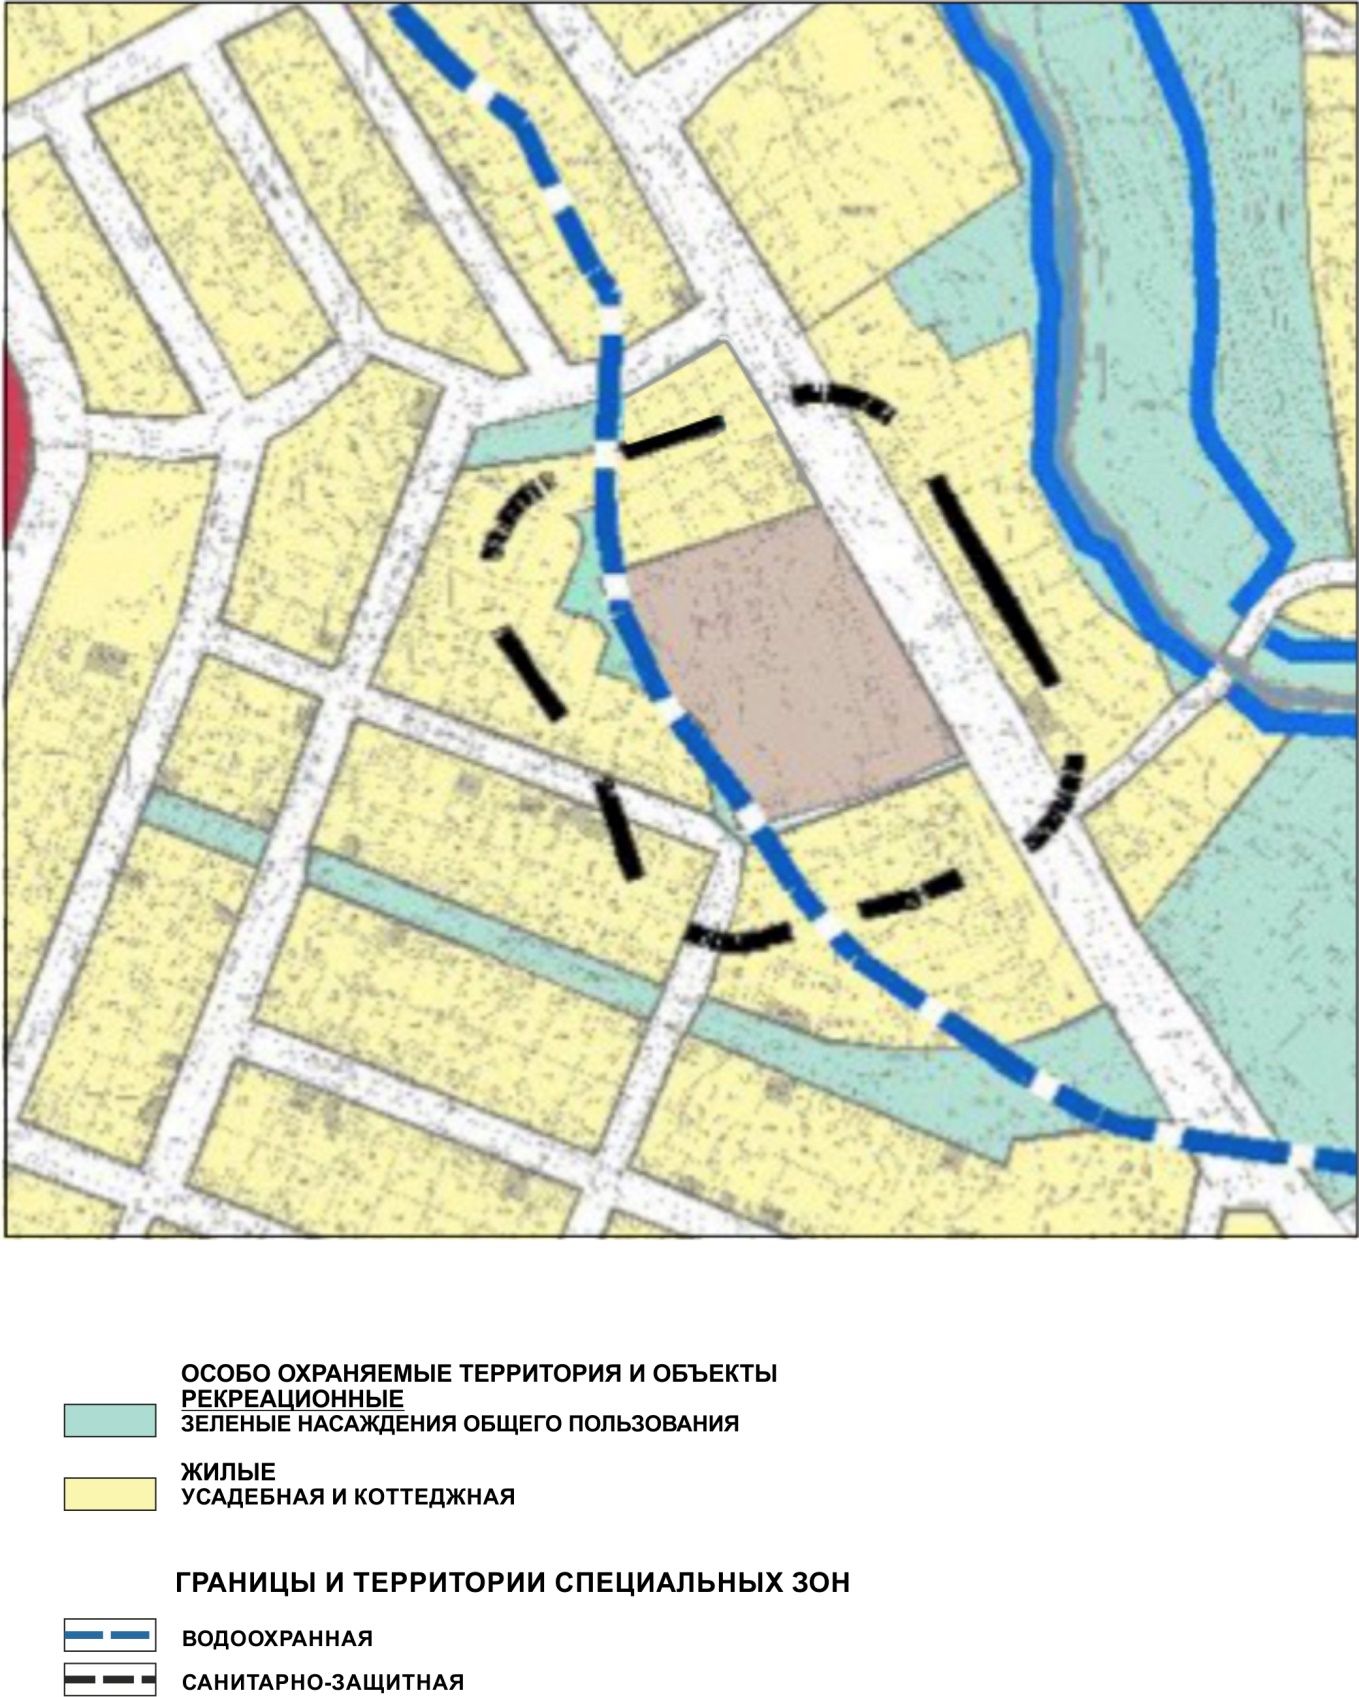 ОСОБО ОХРАНЯЕМЫЕ ТЕРРИТОРИЯ И ОБЪЕКТЫ
РЕКРЕАЦИОННЫЕ
ЗЕЛЕНЫЕ НАСАЖДЕНИЯ ОБЩЕГО ПОЛЬЗОВАНИЯ
ЖИЛЫЕ
УСАДЕБНАЯ И КОТТЕДЖНАЯ
ГРАНИЦЫ И ТЕРРИТОРИИ СПЕЦИАЛЬНЫХ ЗОН
ВОДООХРАННАЯ
САНИТАРНО-ЗАЩИТНАЯ